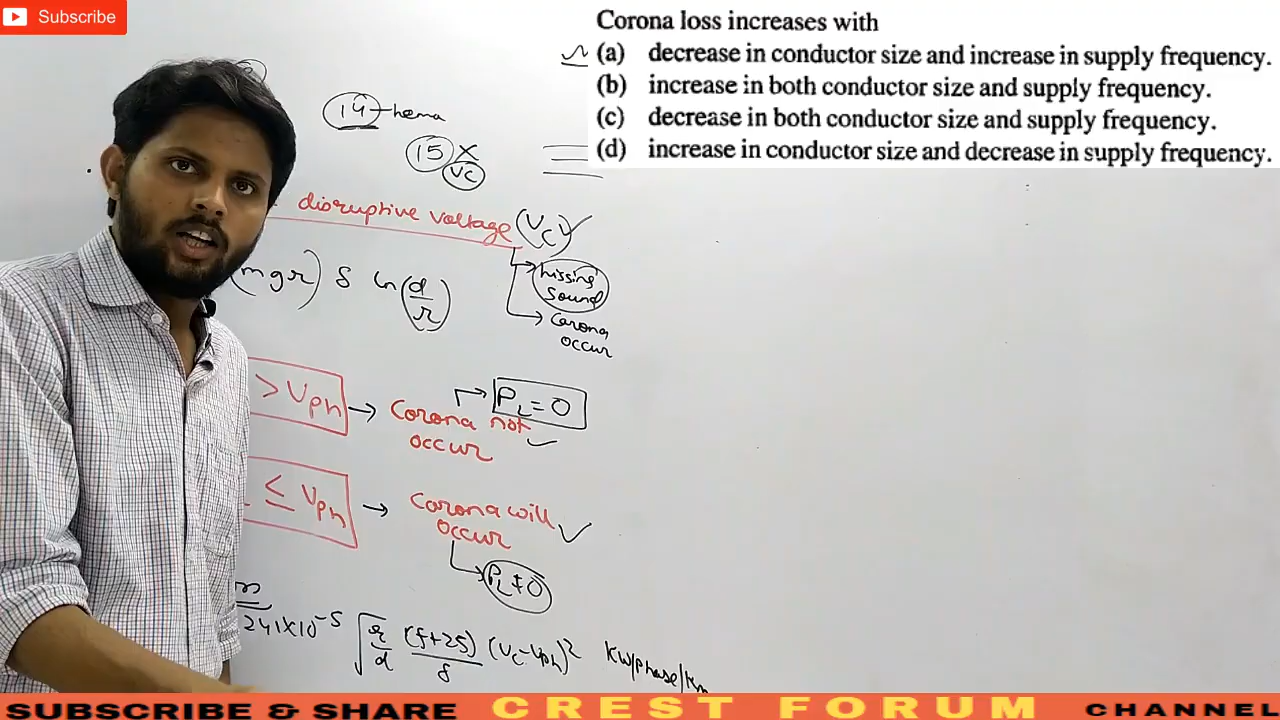 Subscribe
Corona loss increases with
(a) decrease in conductor size and increase in supply frequency.
(b) increase in both conductor size and supply frequency.
(c) decrease in both conductor size and supply frequency.
(d) increase in conductor size and decrease in supply frequency.
14
15 X
Vc
disruptive voltage (Vc) ✓
(mgr) δ ln(d/r)
hissing
sound
Corona
occur
> Vph → Corona not
occur ✓
PL = 0
≤ Vph → Corona will
occur ✓
PL ≠ 0
241×10⁻⁵ √(r/d) (f+25)/δ (Vc-Vph)² KW/phase/km
SUBSCRIBE & SHARE CREST FORUM CHANNEL